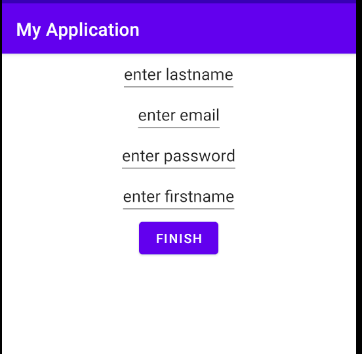 My Application
enter lastname
enter email
enter password
enter firstname
FINISH